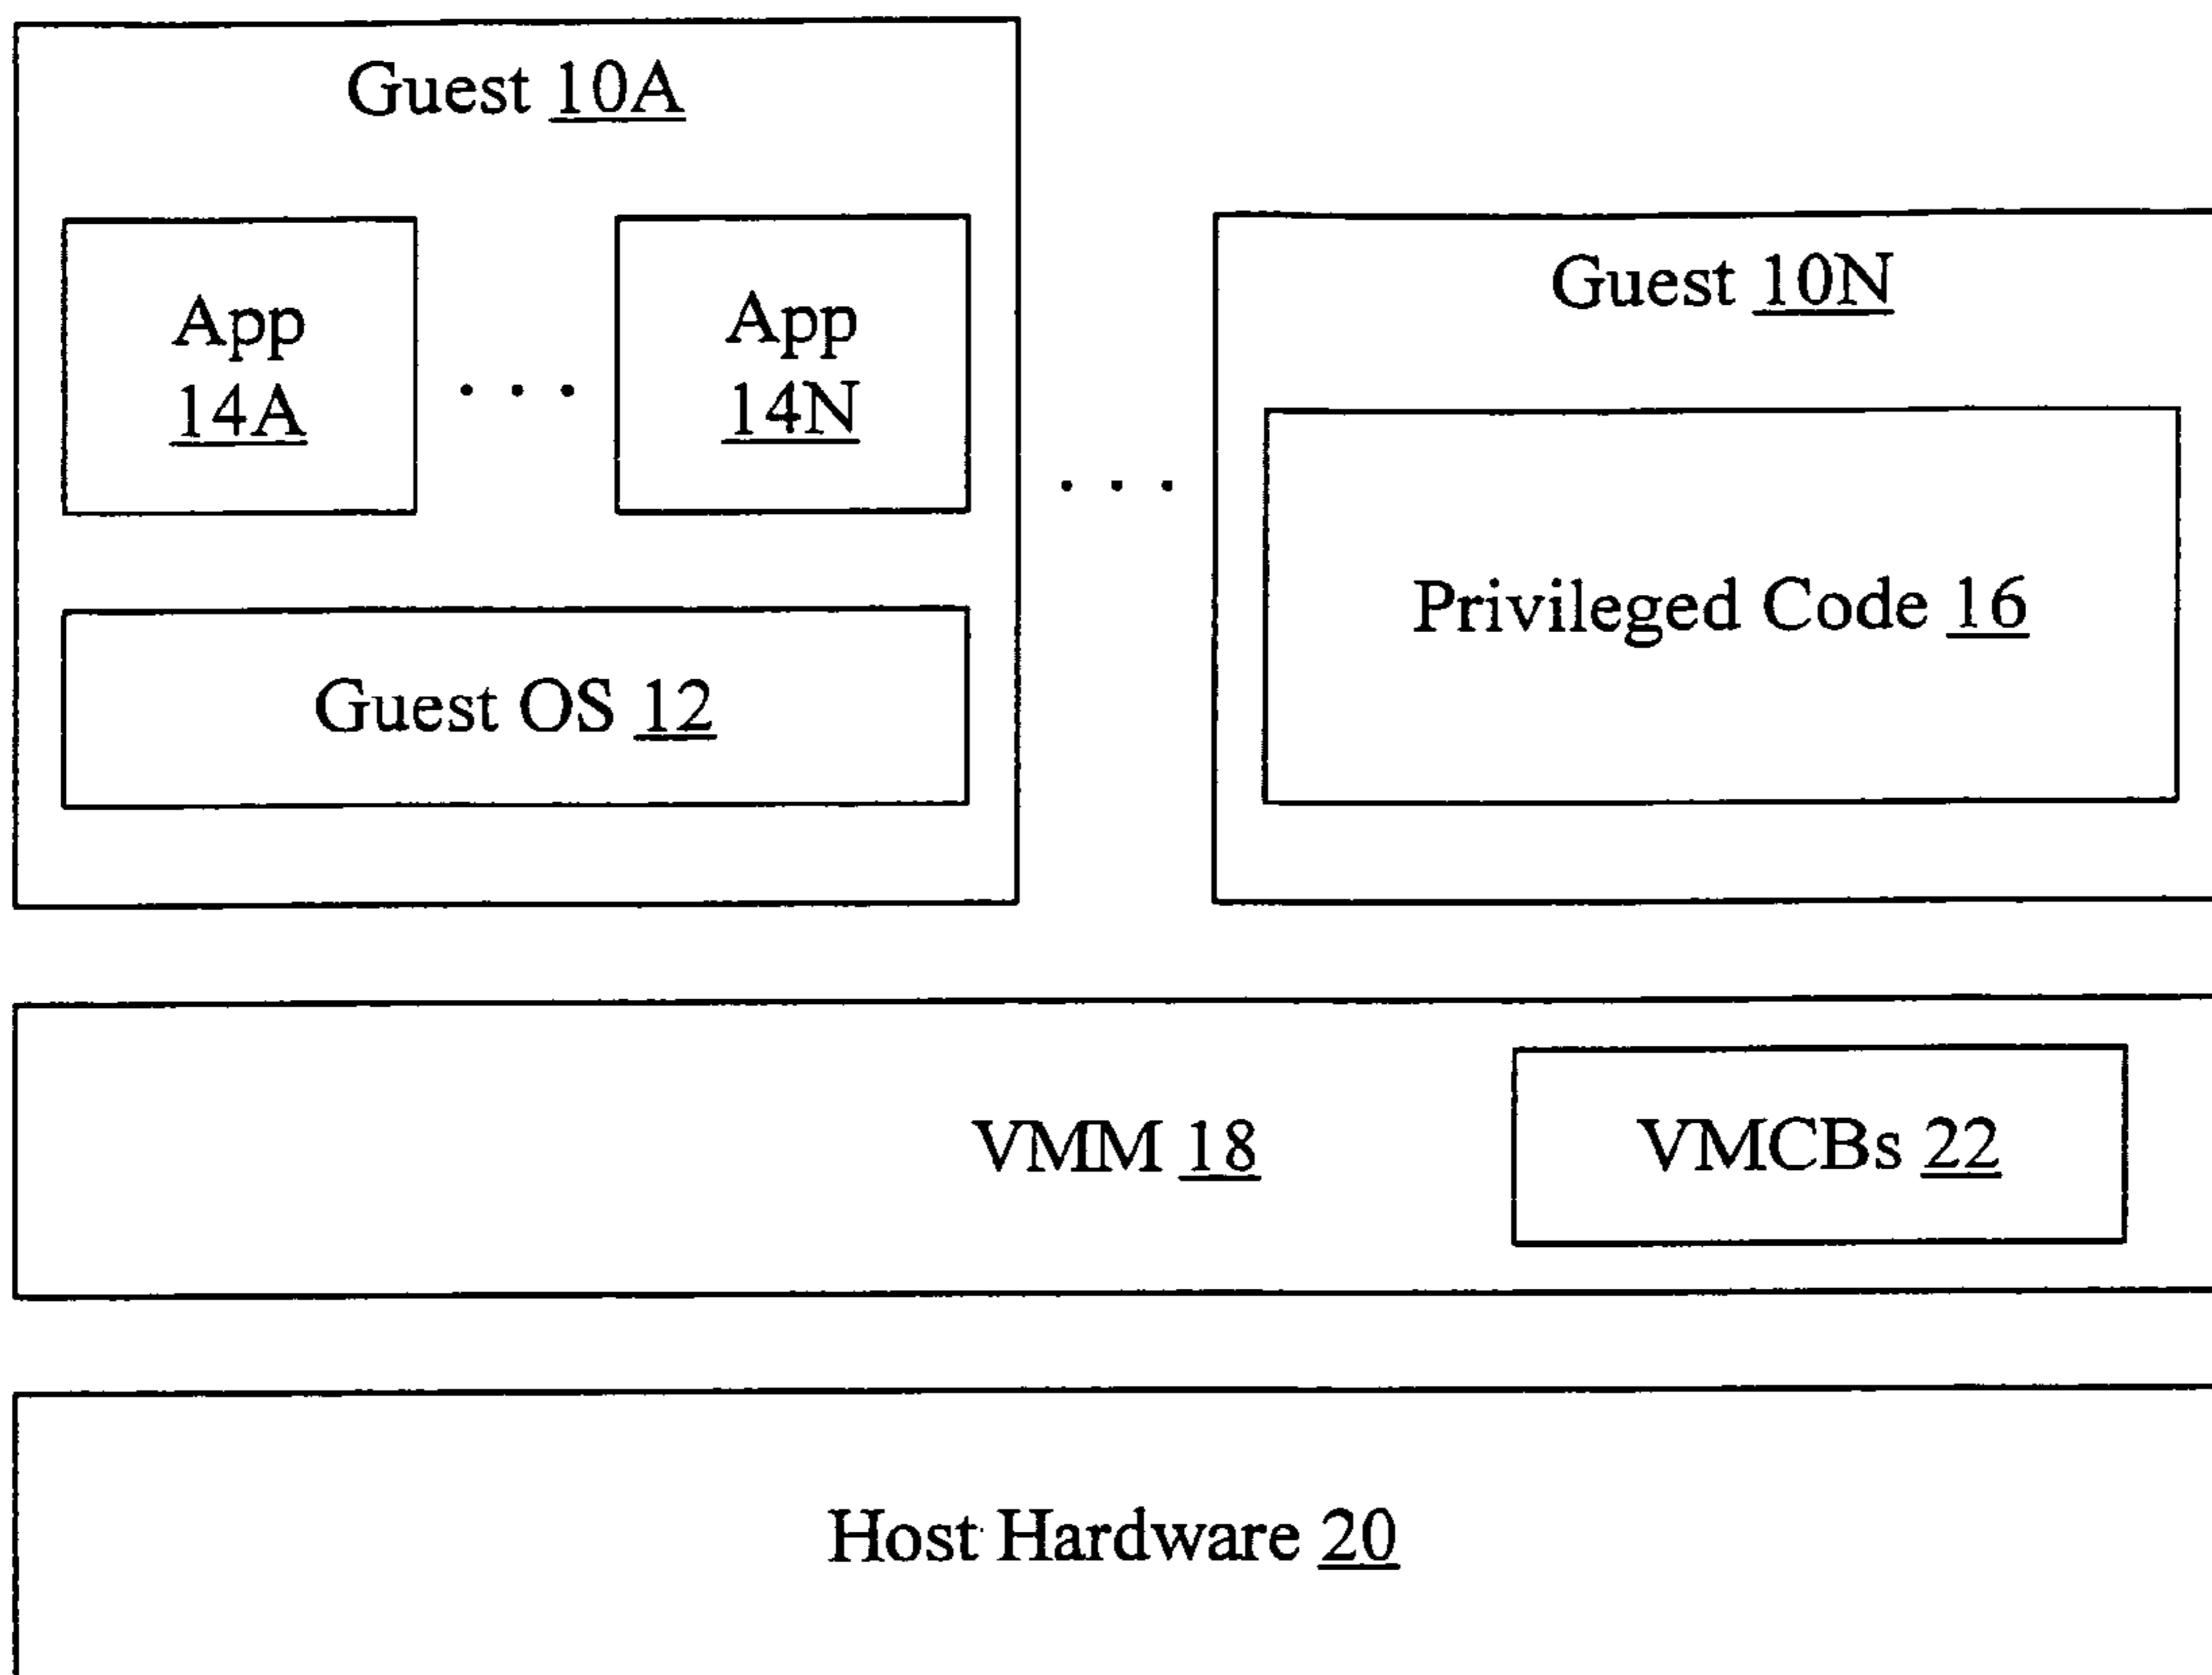 Guest 10A
App
14A
. . .
App
14N
Guest OS 12
. . .
Guest 10N
Privileged Code 16
VMM 18
VMCBs 22
Host Hardware 20